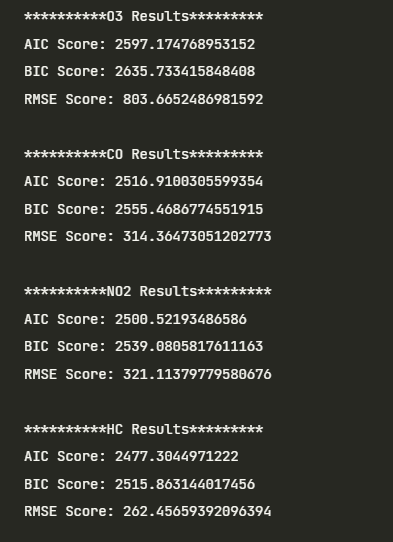 **********O3 Results*********
AIC Score: 2597.174768953152
BIC Score: 2635.733415848408
RMSE Score: 803.6652486981592
**********CO Results*********
AIC Score: 2516.9100305599354
BIC Score: 2555.4686774551915
RMSE Score: 314.36473051202773
**********NO2 Results*********
AIC Score: 2500.52193486586
BIC Score: 2539.0805817611163
RMSE Score: 321.11379779580676
**********HC Results*********
AIC Score: 2477.3044971222
BIC Score: 2515.863144017456
RMSE Score: 262.45659392096394